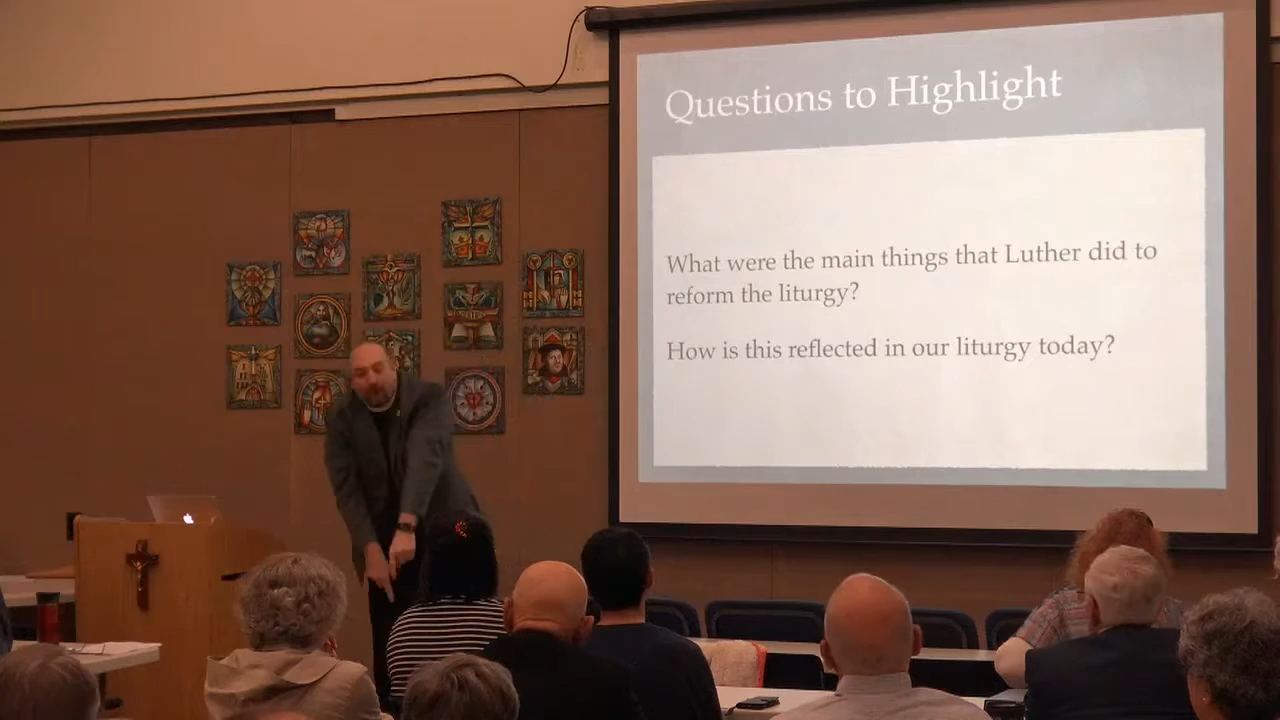 Questions to Highlight
What were the main things that Luther did to
reform the liturgy?
How is this reflected in our liturgy today?